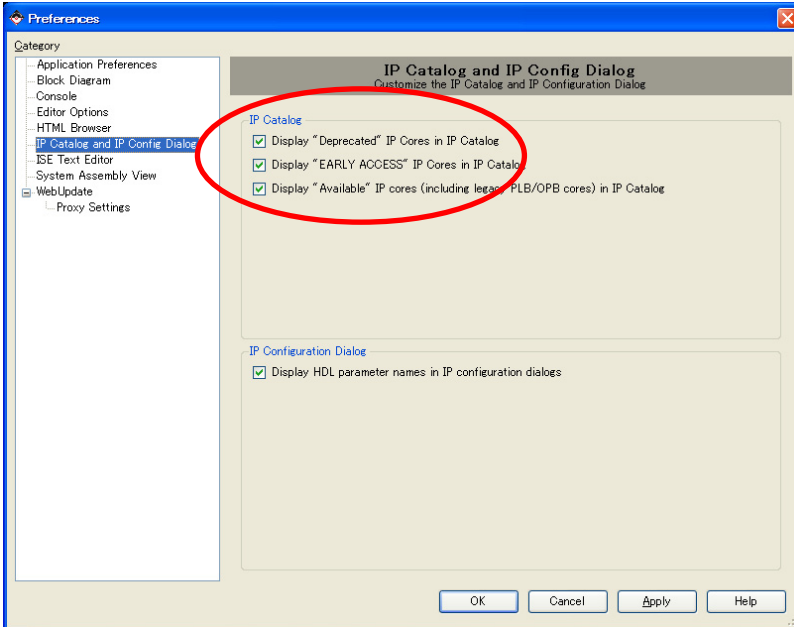 Preferences
Category
Application Preferences
Block Diagram
Console
Editor Options
HTML Browser
IP Catalog and IP Config Dialog
ISE Text Editor
System Assembly View
WebUpdate
Proxy Settings
IP Catalog and IP Config Dialog
Customize the IP Catalog and IP Configuration Dialog
IP Catalog
Display "Deprecated" IP Cores in IP Catalog
Display "EARLY ACCESS" IP Cores in IP Catalog
Display "Available" IP cores (including legacy PLB/OPB cores) in IP Catalog
IP Configuration Dialog
Display HDL parameter names in IP configuration dialogs
OK Cancel Apply Help